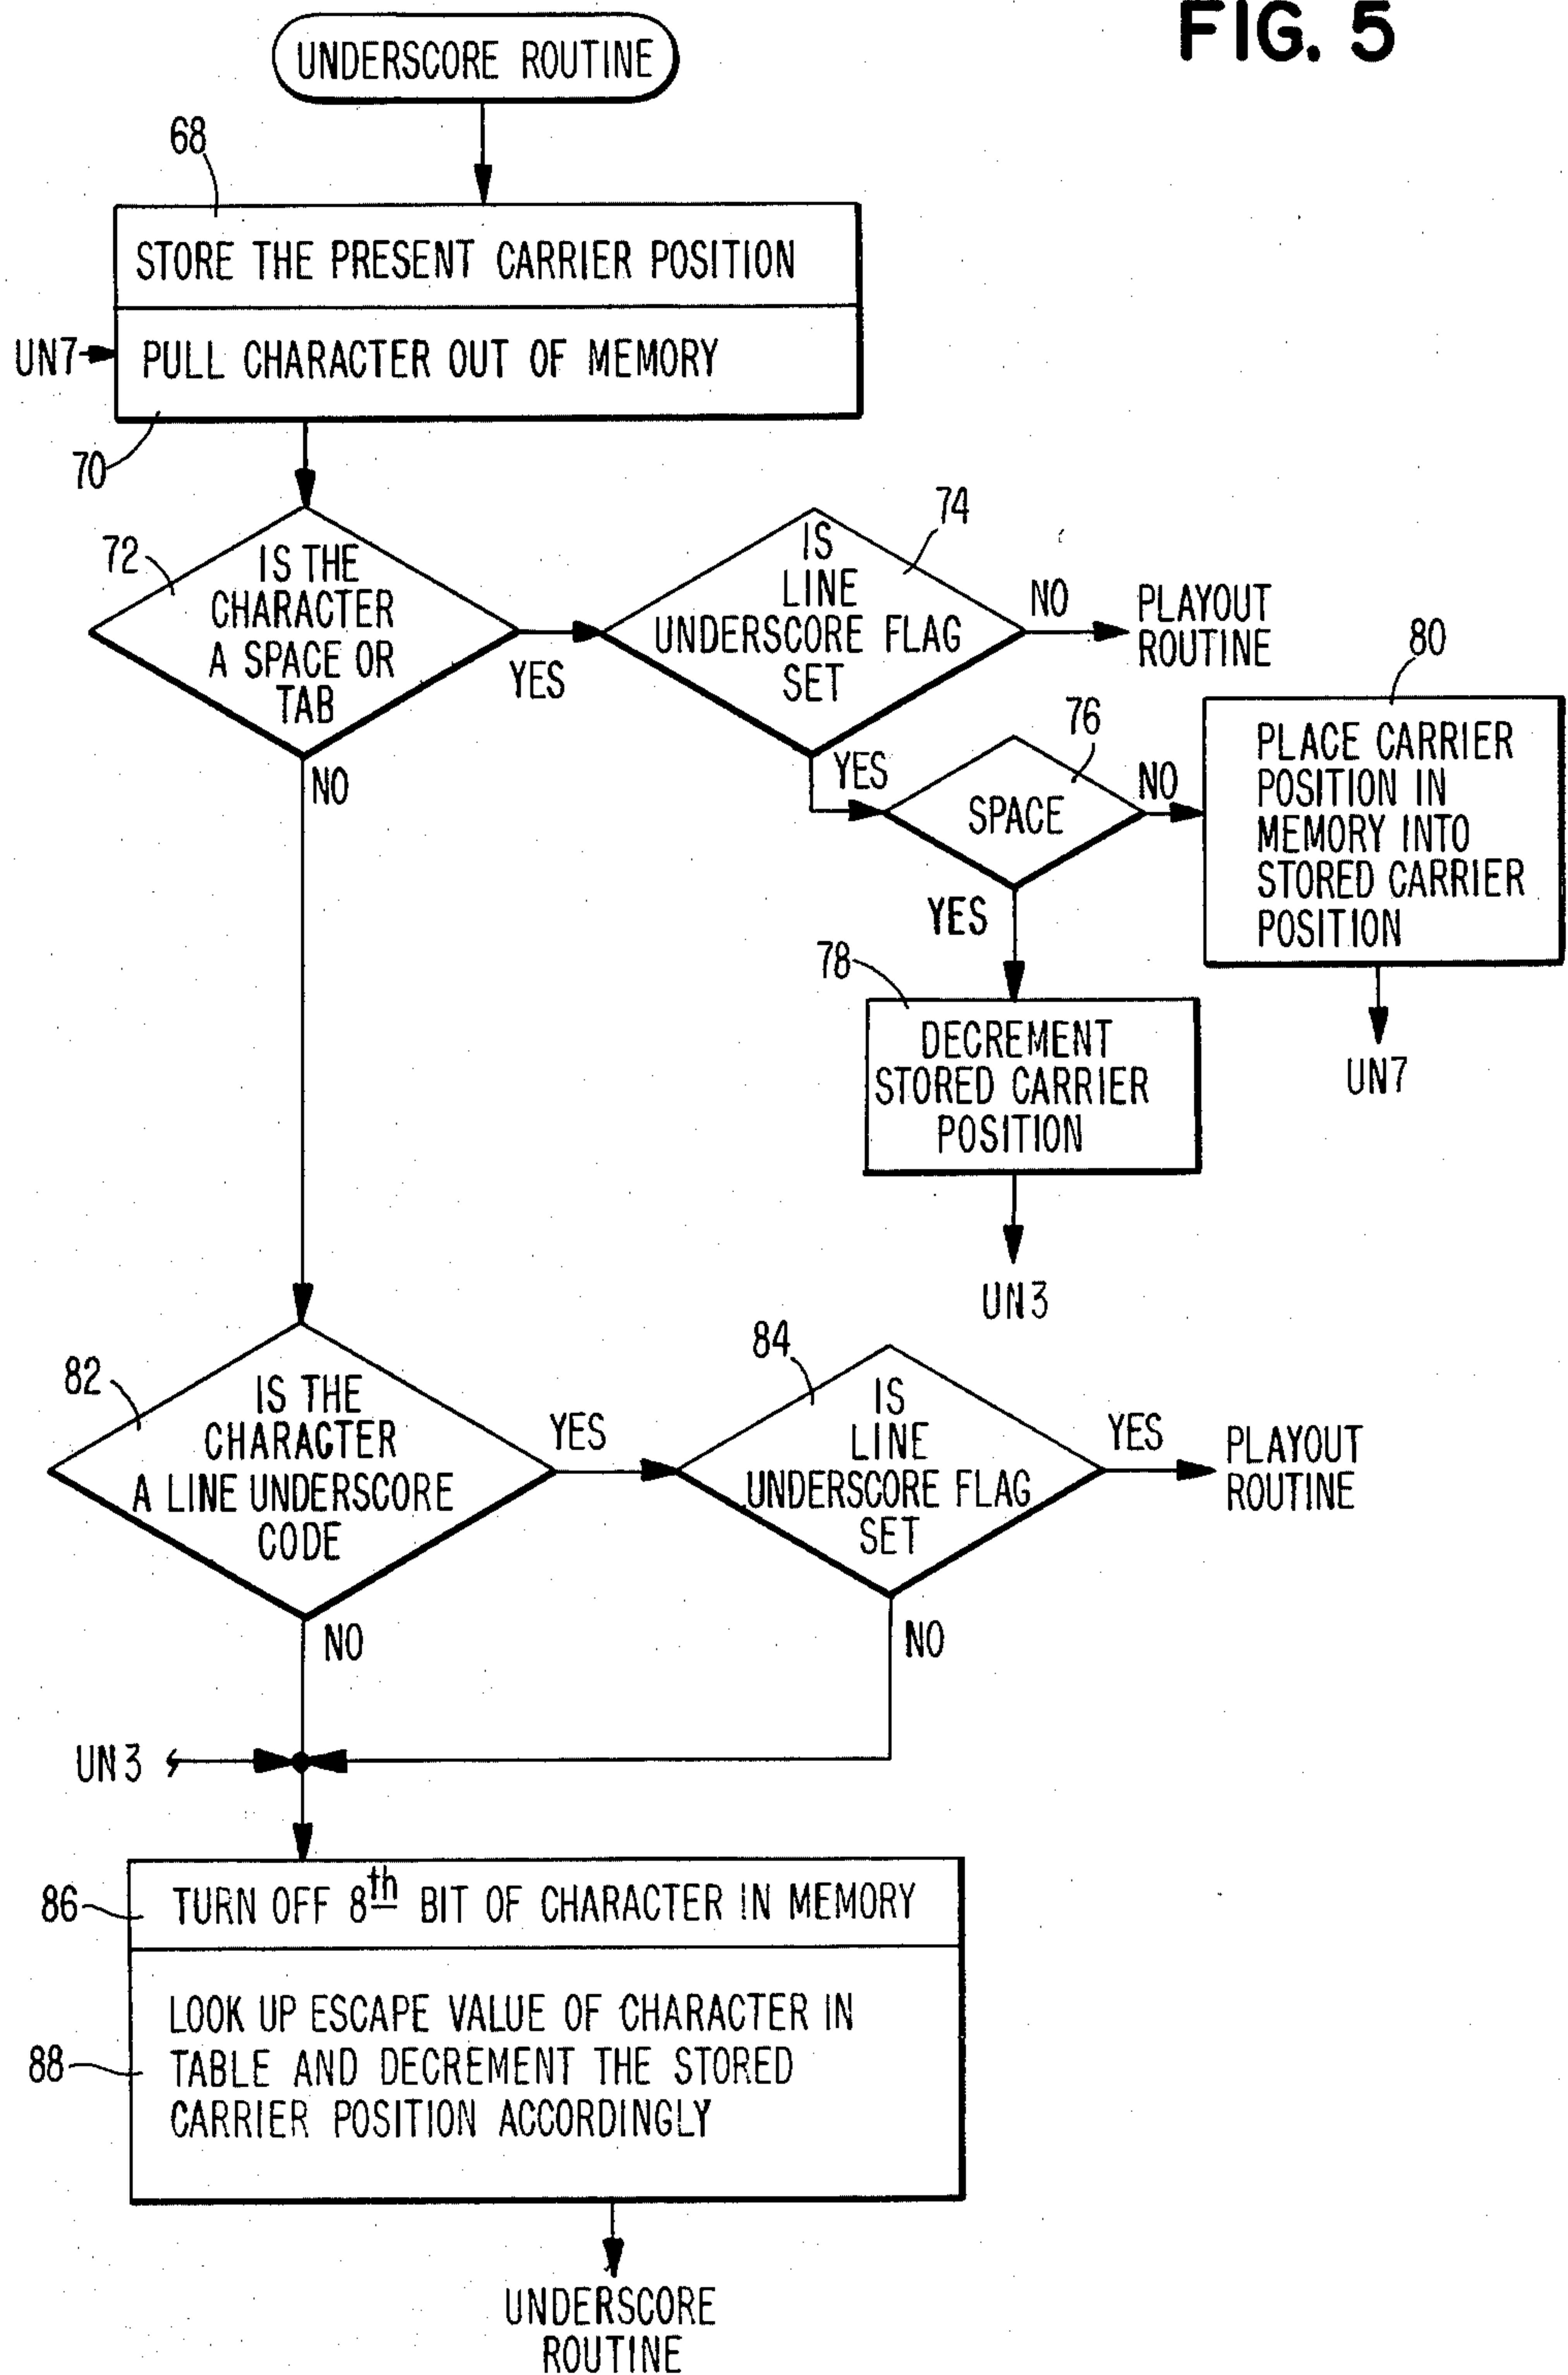 FIG. 5
UNDERSCORE ROUTINE
68
STORE THE PRESENT CARRIER POSITION
UN7
PULL CHARACTER OUT OF MEMORY
70
72
IS THE
CHARACTER
A SPACE OR
TAB
YES
NO
74
IS
LINE
UNDERSCORE FLAG
SET
NO
PLAYOUT
ROUTINE
YES
76
SPACE
NO
80
PLACE CARRIER
POSITION IN
MEMORY INTO
STORED CARRIER
POSITION
UN7
YES
78
DECREMENT
STORED CARRIER
POSITION
UN3
82
IS THE
CHARACTER
A LINE UNDERSCORE
CODE
YES
NO
84
IS
LINE
UNDERSCORE FLAG
SET
YES
PLAYOUT
ROUTINE
NO
UN3
86
TURN OFF 8th BIT OF CHARACTER IN MEMORY
88
LOOK UP ESCAPE VALUE OF CHARACTER IN
TABLE AND DECREMENT THE STORED
CARRIER POSITION ACCORDINGLY
UNDERSCORE
ROUTINE